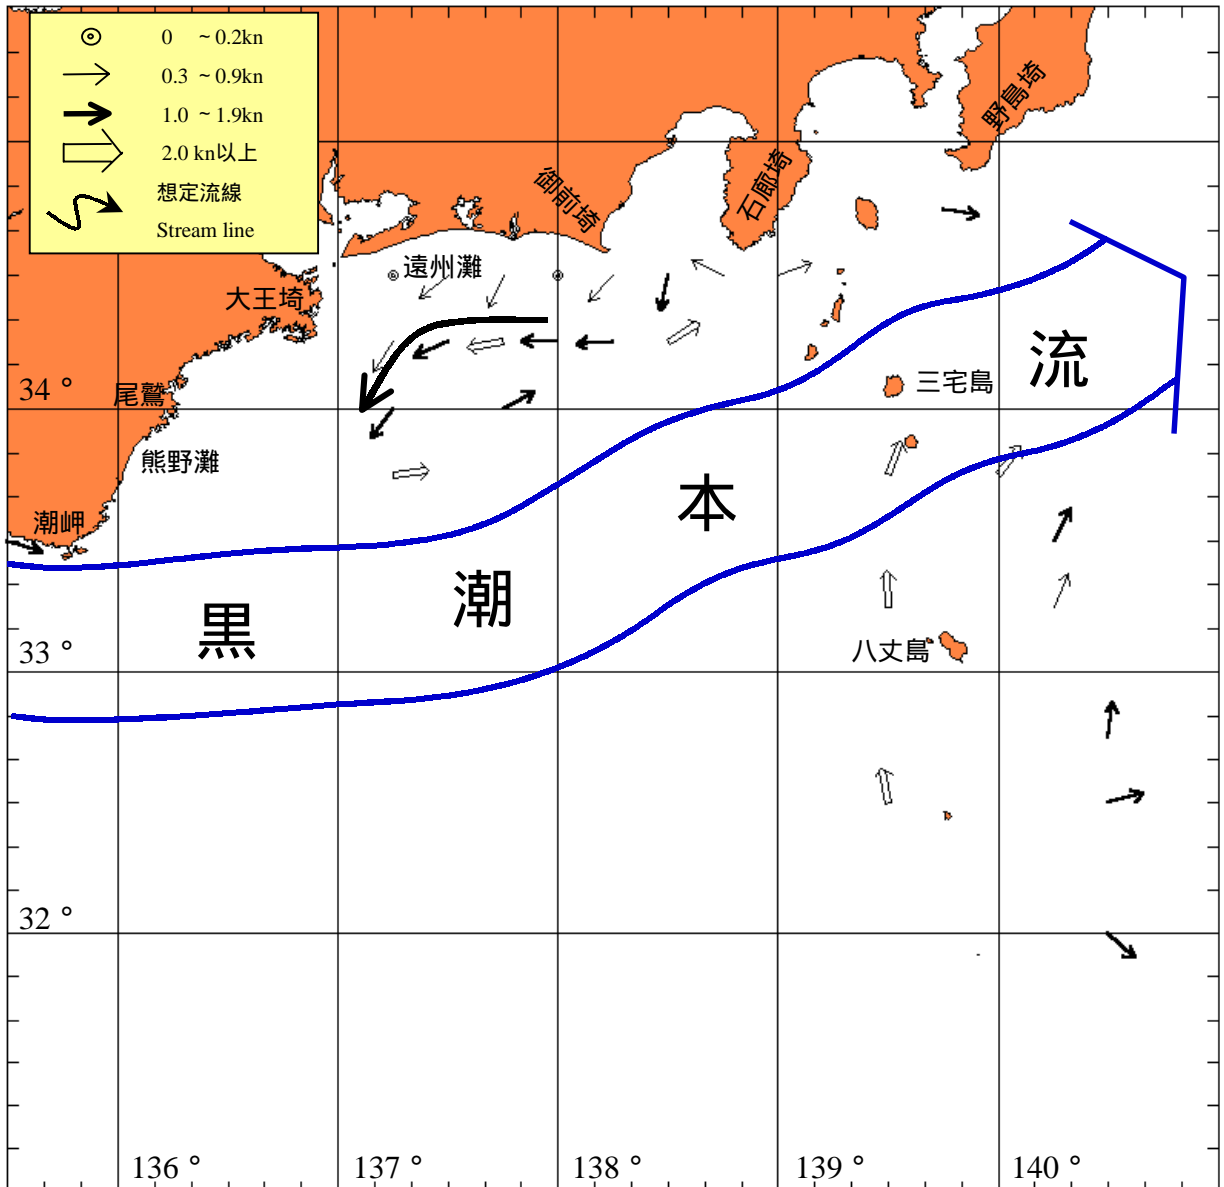 0 ~ 0.2kn
0.3 ~ 0.9kn
1.0 ~ 1.9kn
2.0 kn以上
想定流線
Stream line
野島埼
石廊埼
御前埼
遠州灘
大王埼
34°
尾鷲
三宅島
流
熊野灘
本
潮岬
潮
黒
33°
八丈島
32°
136°
137°
138°
139°
140°